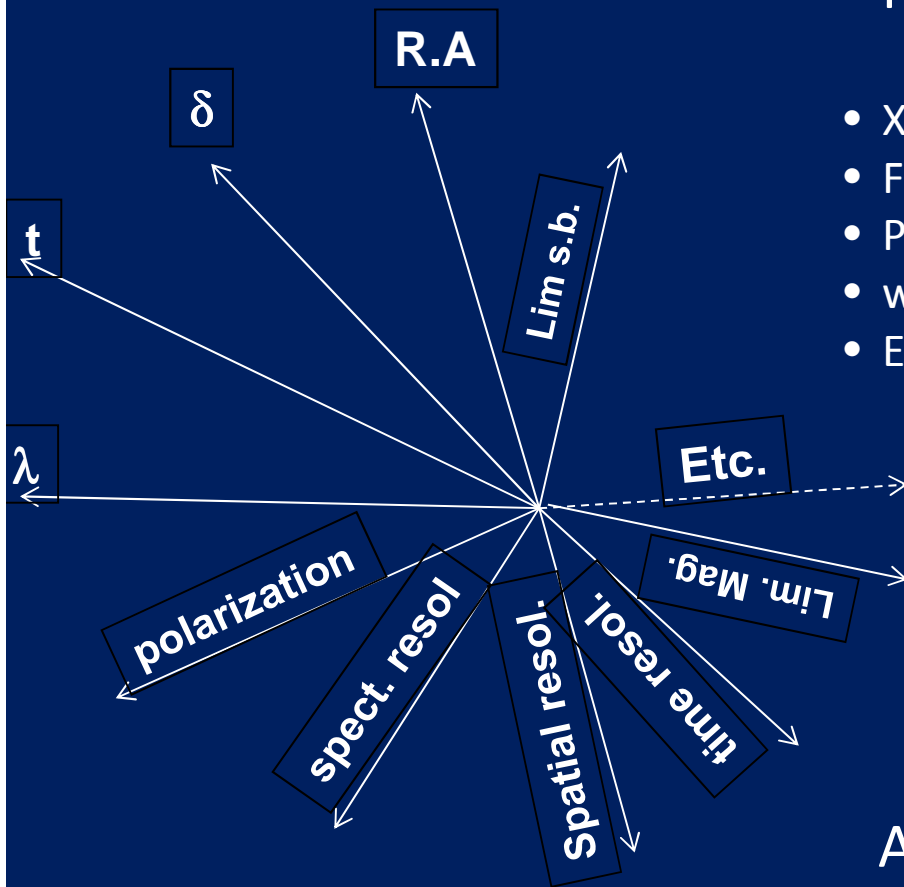 R.A
δ
t
λ
Lim s.b.
Etc.
Lim. Mag.
time resol.
Spatial resol.
spect. resol
polarization
• X
• F
• P
• w
• E
A